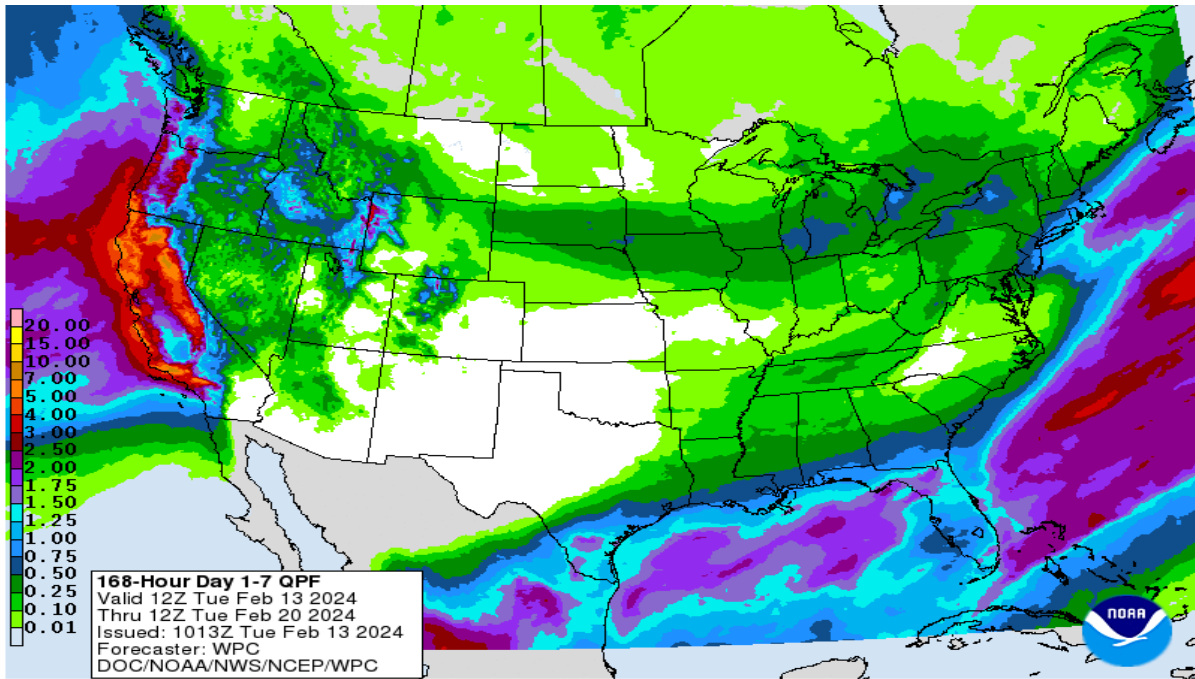 20.00
15.00
10.00
7.00
5.00
4.00
3.00
2.50
2.00
1.75
1.50
1.25
1.00
0.75
0.50
0.25
0.10
0.01
168-Hour Day 1-7 QPF
Valid 12Z Tue Feb 13 2024
Thru 12Z Tue Feb 20 2024
Issued: 1013Z Tue Feb 13 2024
Forecaster: WPC
DOC/NOAA/NWS/NCEP/WPC
NOAA